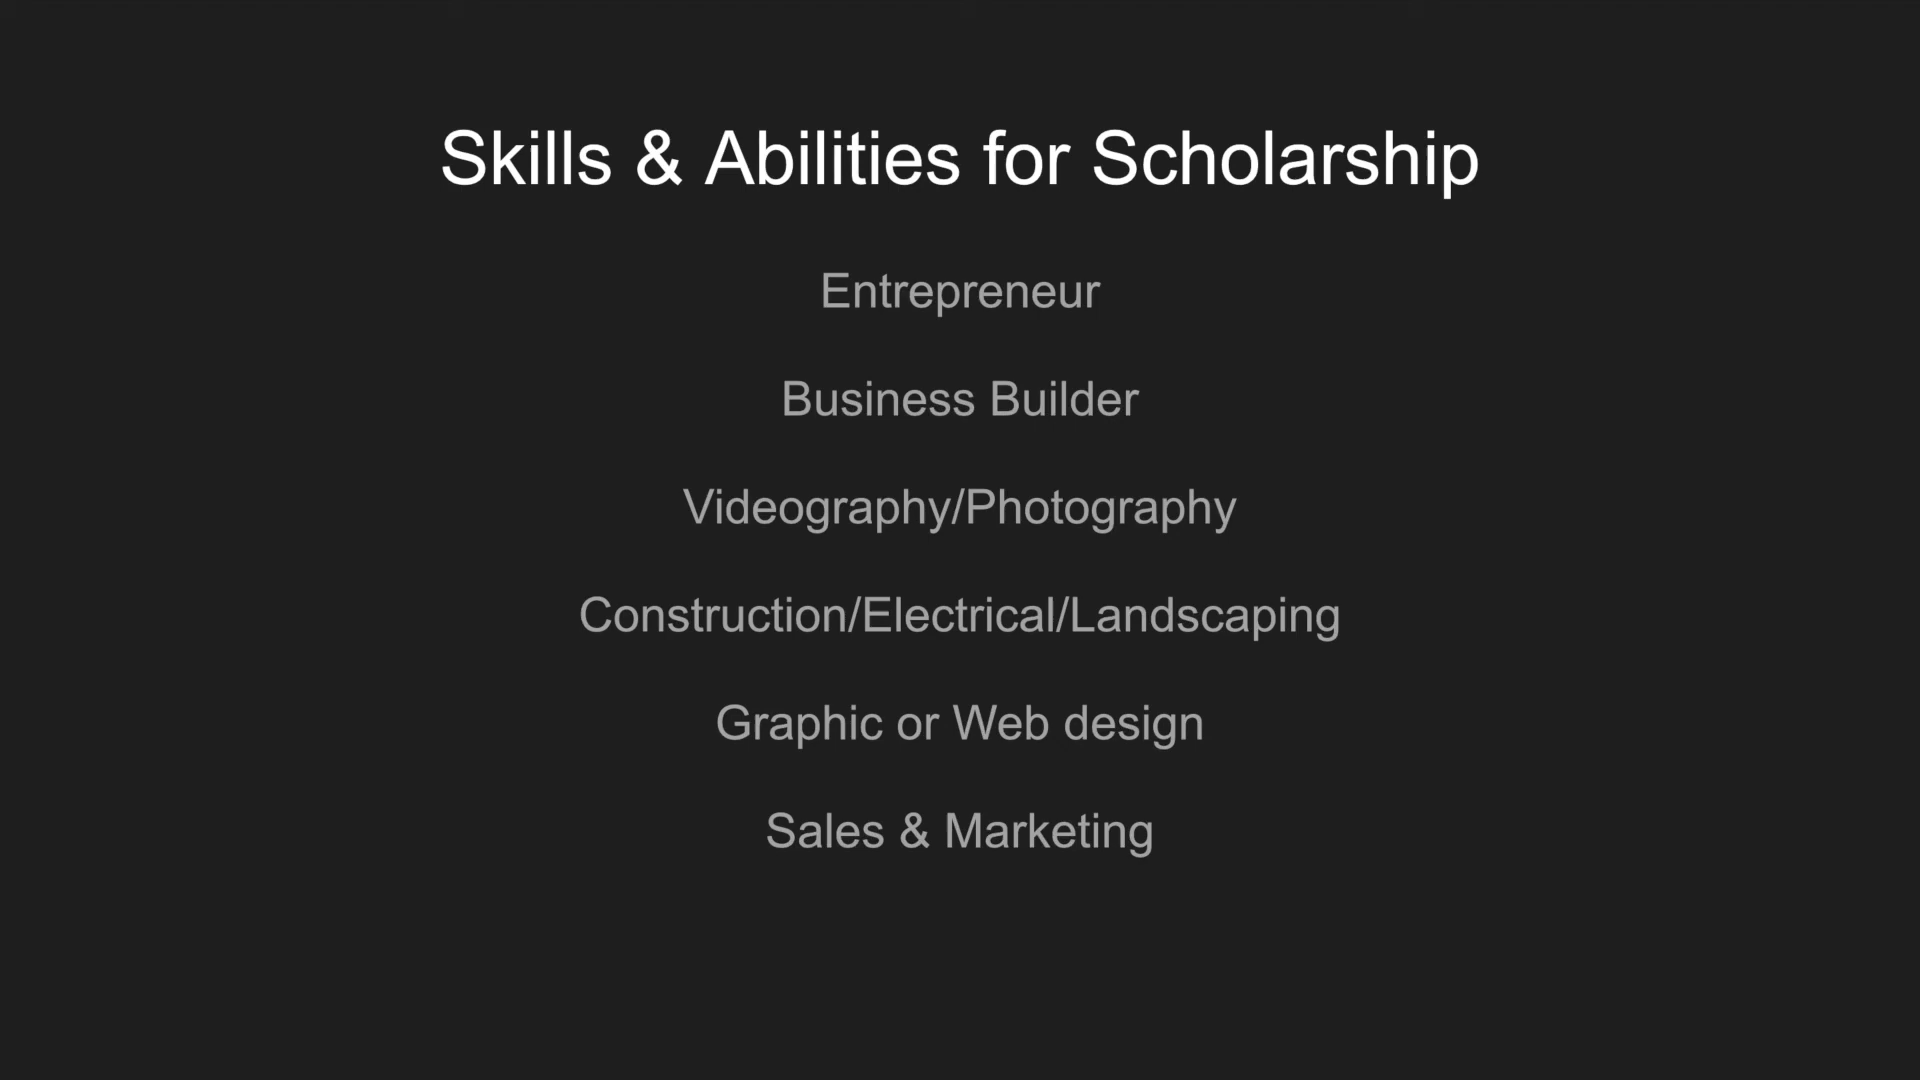 Skills & Abilities for Scholarship
Entrepreneur
Business Builder
Videography/Photography
Construction/Electrical/Landscaping
Graphic or Web design
Sales & Marketing